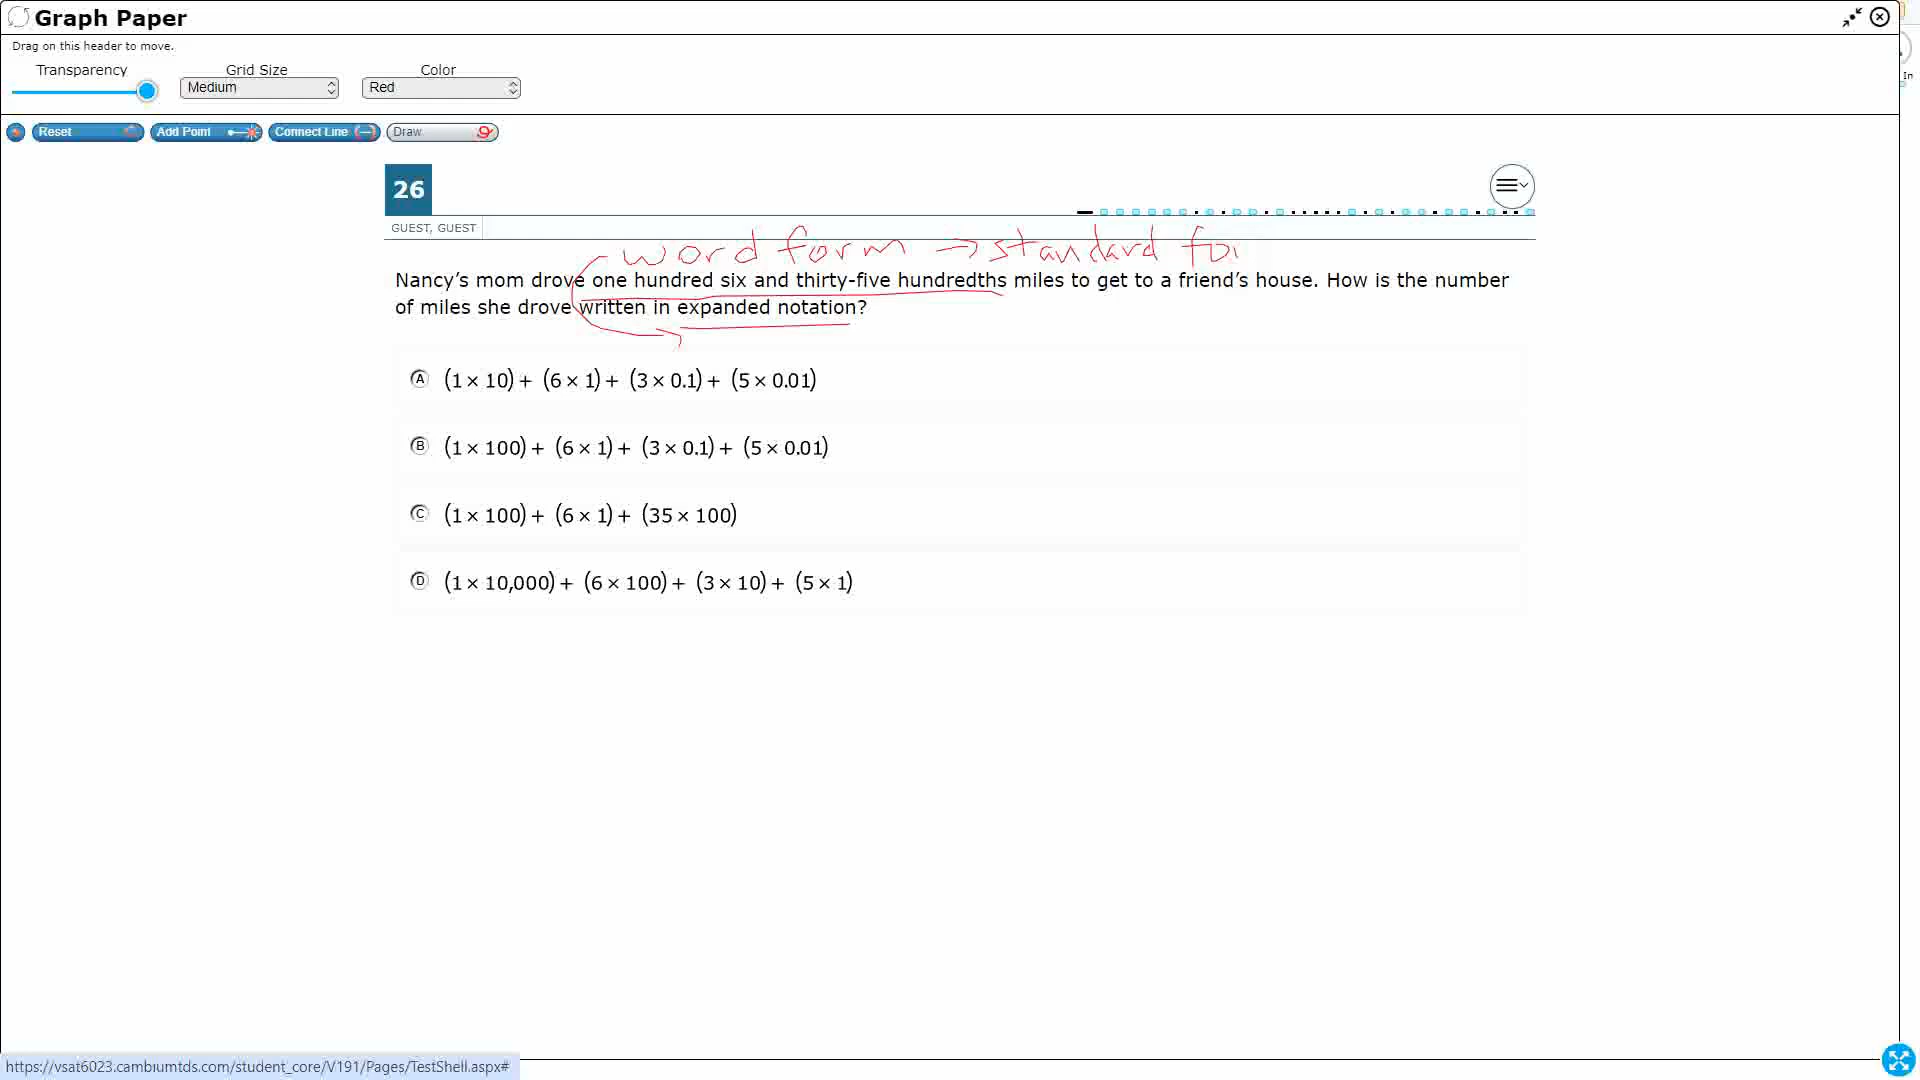 Graph Paper
Drag on this header to move.
Transparency Grid Size Color
Medium Red
Reset Add Point Connect Line Draw
26
GUEST, GUEST
word form → standard for
Nancy's mom drove one hundred six and thirty-five hundredths miles to get to a friend's house. How is the number
of miles she drove written in expanded notation?
A (1 × 10) + (6 × 1) + (3 × 0.1) + (5 × 0.01)
B (1 × 100) + (6 × 1) + (3 × 0.1) + (5 × 0.01)
C (1 × 100) + (6 × 1) + (35 × 100)
D (1 × 10,000) + (6 × 100) + (3 × 10) + (5 × 1)
https://vsat6023.cambiumtds.com/student_core/V191/Pages/TestShell.aspx#